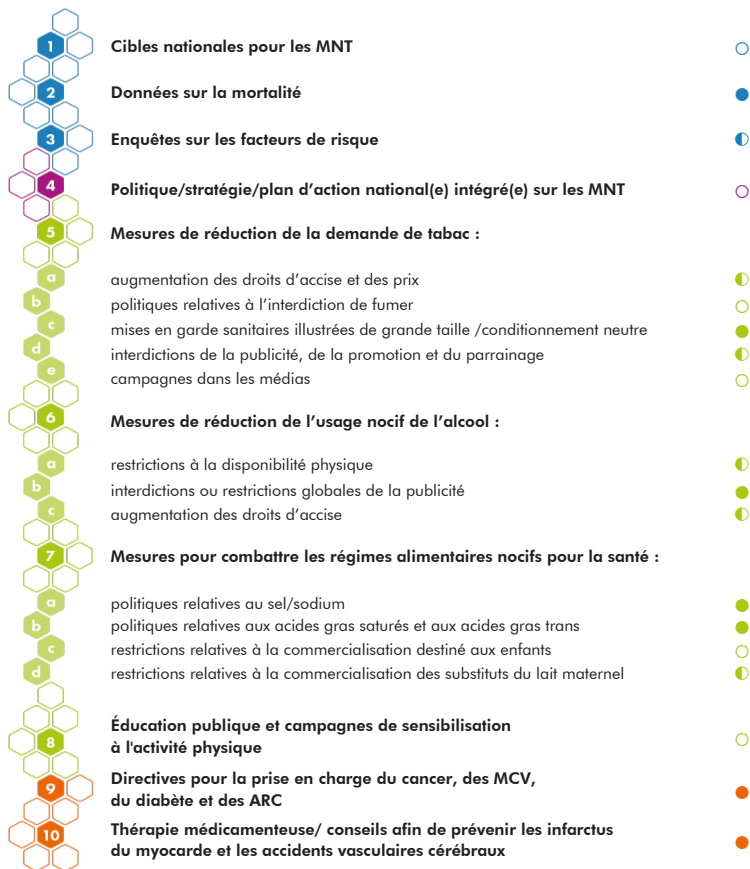 1 Cibles nationales pour les MNT
2 Données sur la mortalité
3 Enquêtes sur les facteurs de risque
4 Politique/stratégie/plan d’action national(e) intégré(e) sur les MNT
5 Mesures de réduction de la demande de tabac :
a augmentation des droits d’accise et des prix
b politiques relatives à l’interdiction de fumer
c mises en garde sanitaires illustrées de grande taille /conditionnement neutre
d interdictions de la publicité, de la promotion et du parrainage
e campagnes dans les médias
6 Mesures de réduction de l’usage nocif de l’alcool :
a restrictions à la disponibilité physique
b interdictions ou restrictions globales de la publicité
c augmentation des droits d’accise
7 Mesures pour combattre les régimes alimentaires nocifs pour la santé :
a politiques relatives au sel/sodium
b politiques relatives aux acides gras saturés et aux acides gras trans
c restrictions relatives à la commercialisation destiné aux enfants
d restrictions relatives à la commercialisation des substituts du lait maternel
8 Éducation publique et campagnes de sensibilisation
à l'activité physique
9 Directives pour la prise en charge du cancer, des MCV,
du diabète et des ARC
10 Thérapie médicamenteuse/ conseils afin de prévenir les infarctus
du myocarde et les accidents vasculaires cérébraux